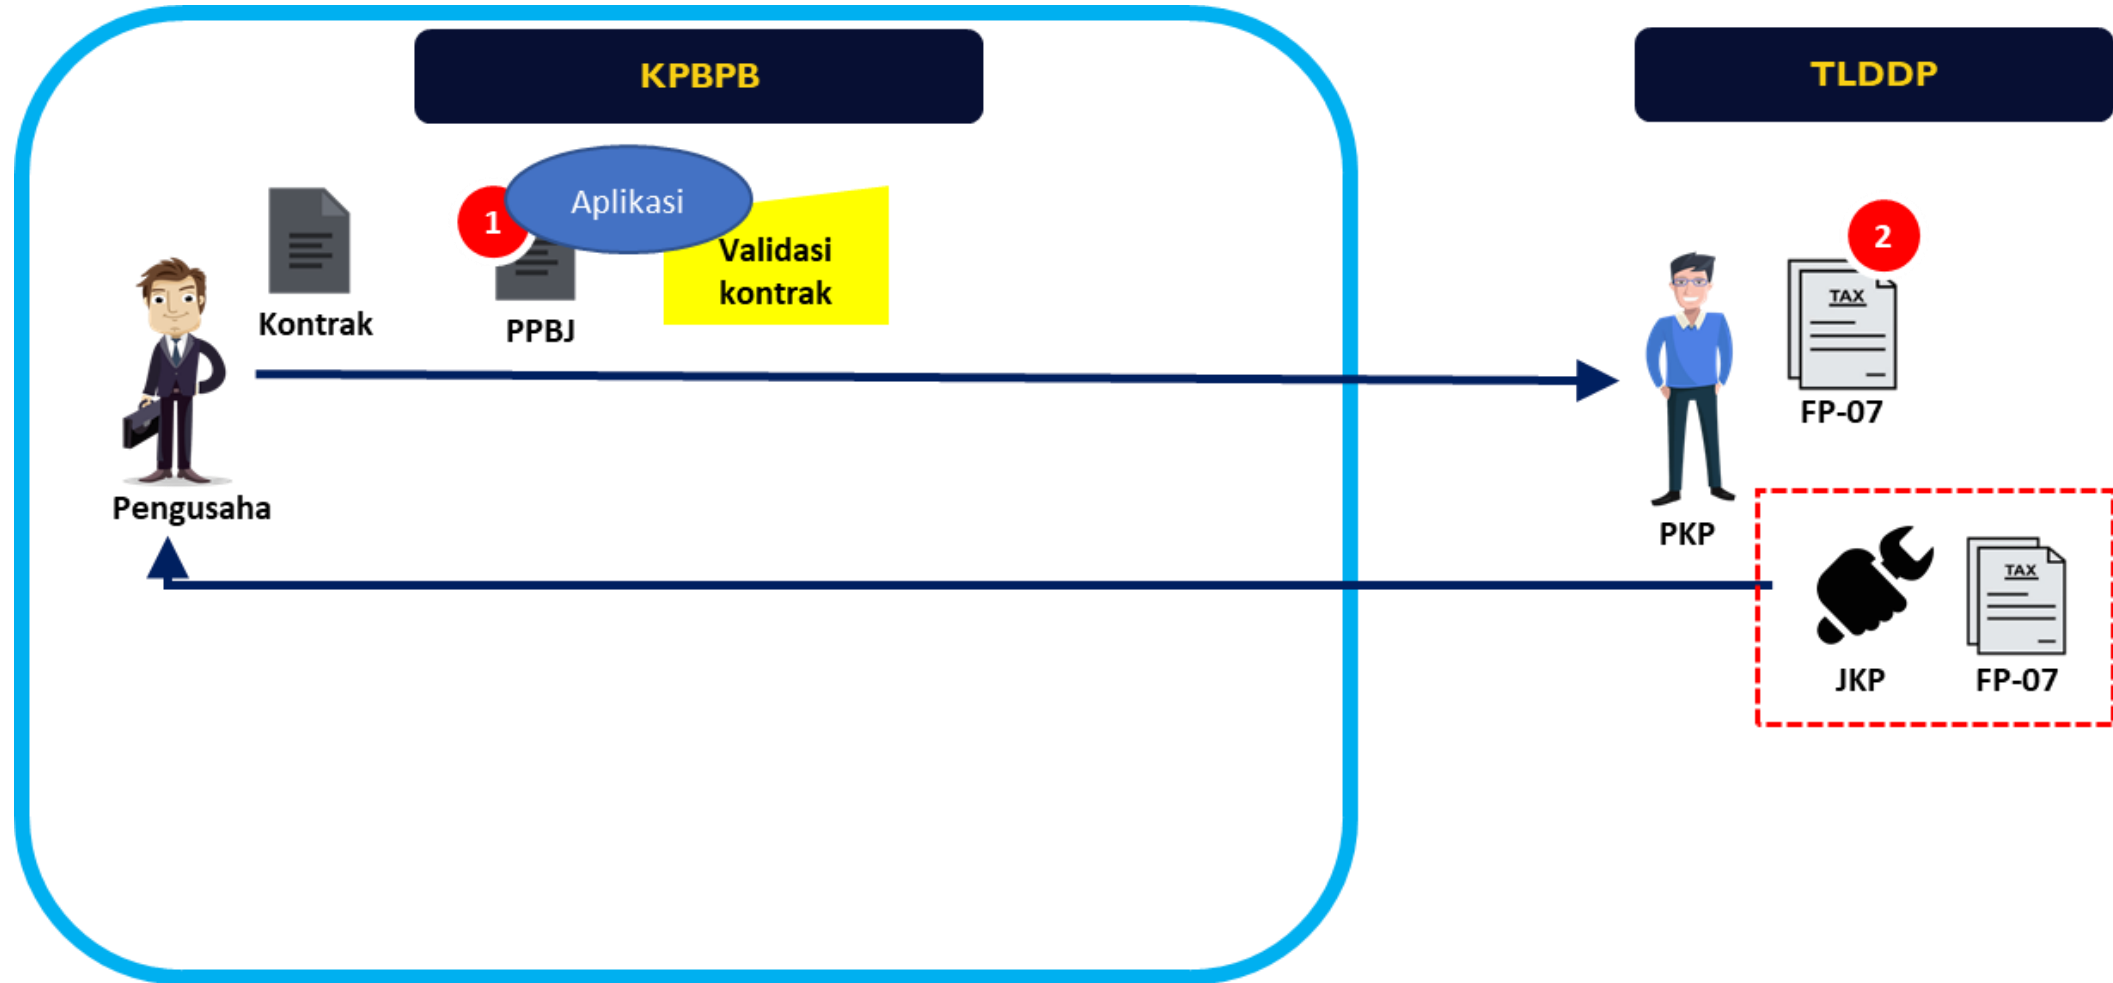 KPBPB
TLDDP
Aplikasi
1
Validasi
kontrak
Kontrak
PPBJ
2
TAX
FP-07
Pengusaha
PKP
TAX
JKP
FP-07